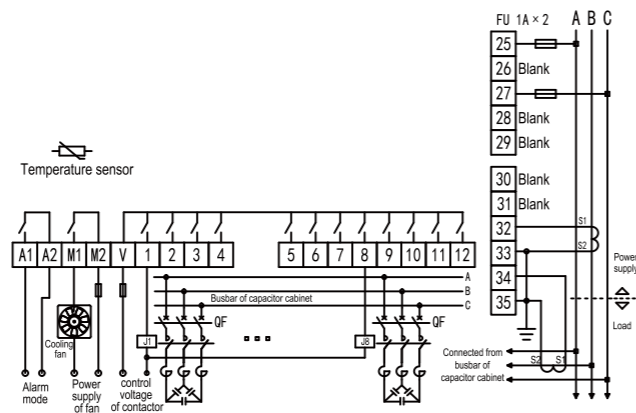 FU 1A×2 A B C
25
26 Blank
27
28 Blank
29 Blank
30 Blank
31 Blank
32 S1
33 S2
34
35
Power
supply
Load
S2 S1
Connected from
busbar of
capacitor cabinet
Temperature sensor
A1 A2 M1 M2 V 1 2 3 4 5 6 7 8 9 10 11 12
A
B
C
Busbar of capacitor cabinet
QF
QF
J1
J8
Cooling
fan
Alarm
mode
Power
supply
of fan
control
voltage
of contactor